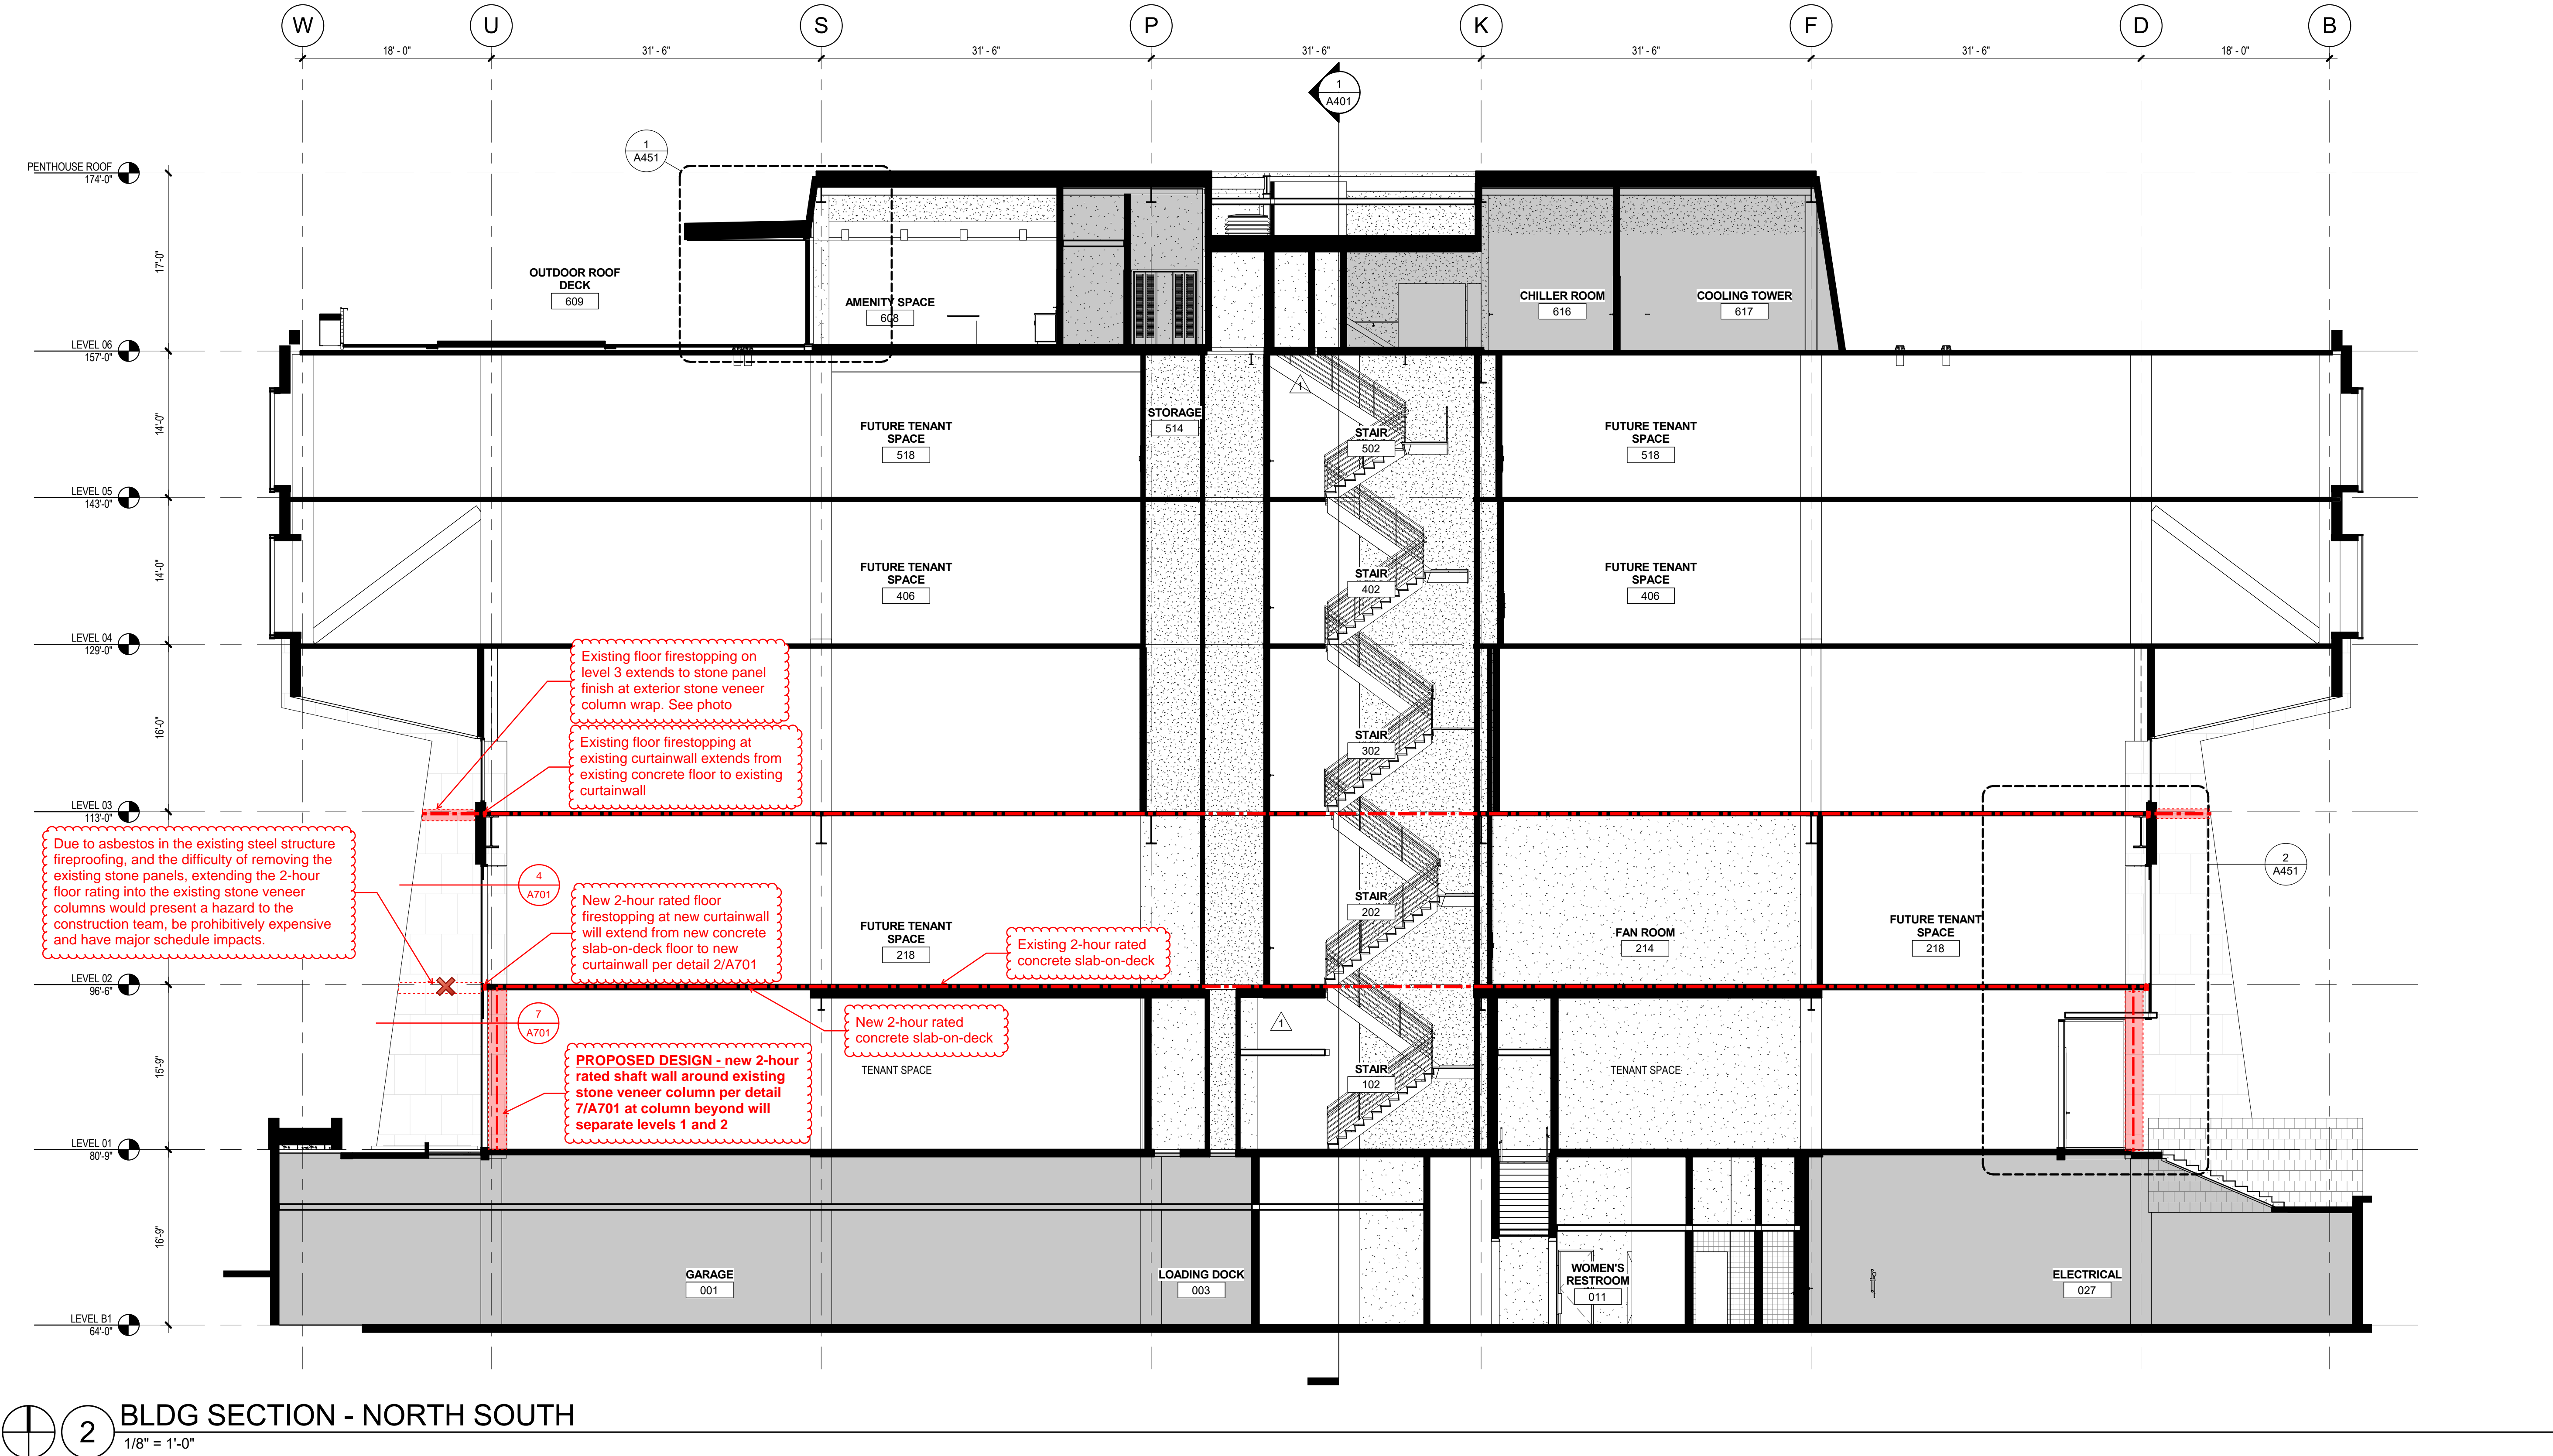 W
U
S
P
K
F
D
B
18' - 0"
31' - 6"
31' - 6"
31' - 6"
31' - 6"
31' - 6"
18' - 0"
1
A401
1
A451
PENTHOUSE ROOF
174'-0"
17'-0"
OUTDOOR ROOF
DECK
609
AMENITY SPACE
608
CHILLER ROOM
616
COOLING TOWER
617
LEVEL 06
157'-0"
14'-0"
FUTURE TENANT
SPACE
518
STORAGE
514
1
STAIR
502
FUTURE TENANT
SPACE
518
LEVEL 05
143'-0"
14'-0"
FUTURE TENANT
SPACE
406
STAIR
402
FUTURE TENANT
SPACE
406
LEVEL 04
129'-0"
16'-0"
Existing floor firestopping on
level 3 extends to stone panel
finish at exterior stone veneer
column wrap. See photo
Existing floor firestopping at
existing curtainwall extends from
existing concrete floor to existing
curtainwall
STAIR
302
LEVEL 03
113'-0"
Due to asbestos in the existing steel structure
fireproofing, and the difficulty of removing the
existing stone panels, extending the 2-hour
floor rating into the existing stone veneer
columns would present a hazard to the
construction team, be prohibitively expensive
and have major schedule impacts.
4
A701
New 2-hour rated floor
firestopping at new curtainwall
will extend from new concrete
slab-on-deck floor to new
curtainwall per detail 2/A701
FUTURE TENANT
SPACE
218
Existing 2-hour rated
concrete slab-on-deck
STAIR
202
FAN ROOM
214
FUTURE TENANT
SPACE
218
2
A451
LEVEL 02
96'-6"
7
A701
New 2-hour rated
concrete slab-on-deck
1
15'-9"
PROPOSED DESIGN - new 2-hour
rated shaft wall around existing
stone veneer column per detail
7/A701 at column beyond will
separate levels 1 and 2
TENANT SPACE
STAIR
102
TENANT SPACE
LEVEL 01
80'-9"
16'-9"
GARAGE
001
LOADING DOCK
003
WOMEN'S
RESTROOM
011
ELECTRICAL
027
LEVEL B1
64'-0"
2
BLDG SECTION - NORTH SOUTH
1/8" = 1'-0"